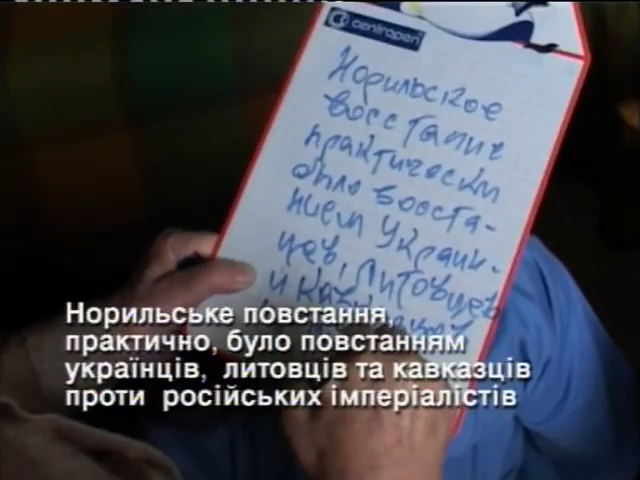 centropen
Норильское
восстание
практически
было восста-
нием Украин-
цев, Литовцев
и Кавказцев
Норильське повстання,
практично, було повстанням
українців, литовців та кавказців
проти російських імперіалістів